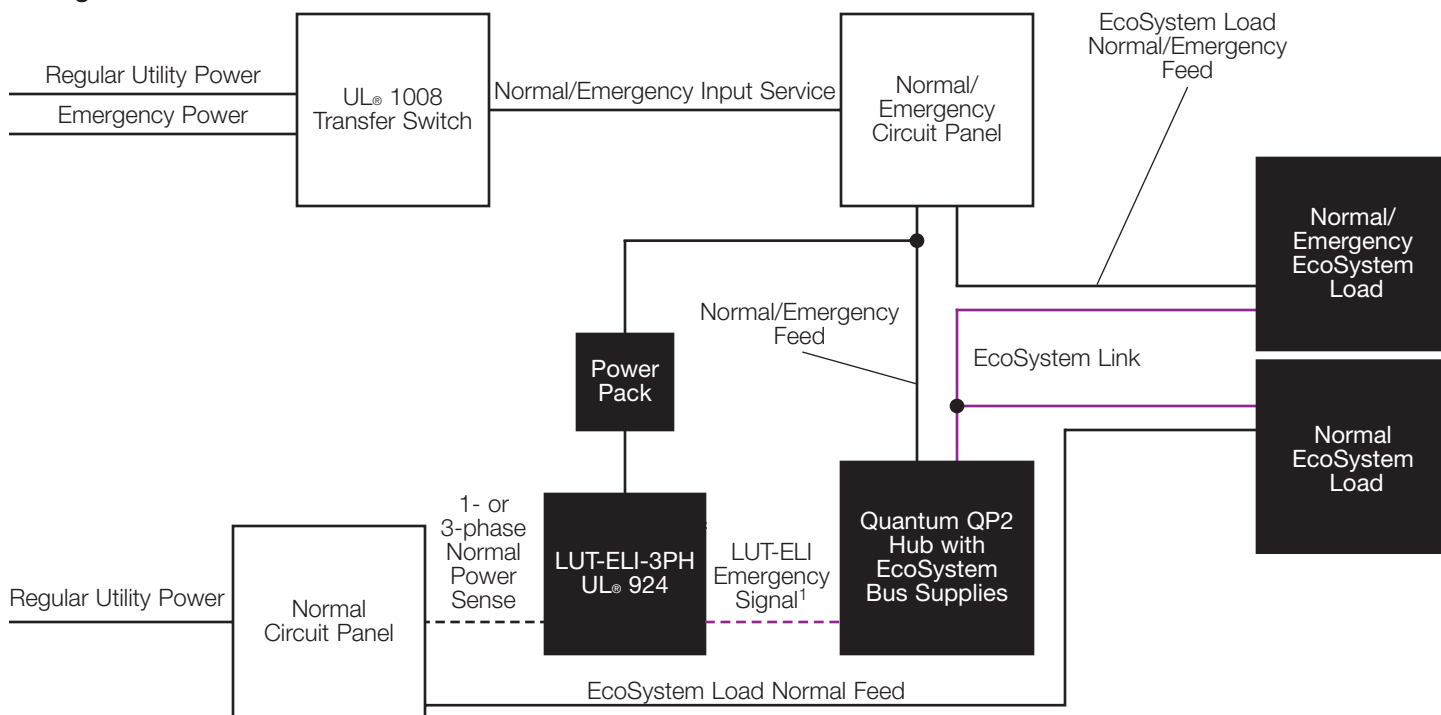 EcoSystem Load
Normal/Emergency
Feed
Regular Utility Power
Emergency Power
UL® 1008
Transfer Switch
Normal/Emergency Input Service
Normal/
Emergency
Circuit Panel
Normal/
Emergency
EcoSystem
Load
Normal/Emergency
Feed
EcoSystem Link
Power
Pack
Normal
EcoSystem
Load
1- or
3-phase
Normal
Power
Sense
LUT-ELI-3PH
UL® 924
LUT-ELI
Emergency
Signal1
Quantum QP2
Hub with
EcoSystem
Bus Supplies
Regular Utility Power
Normal
Circuit Panel
EcoSystem Load Normal Feed